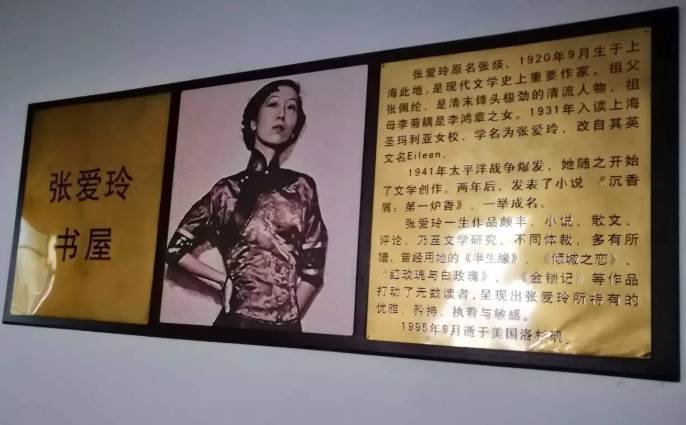 张爱玲
书屋
张爱玲原名张煐，1920年9月生于上
海此地，是现代文学史上重要作家。祖父
张佩纶，是清末锋头极劲的清流人物，祖
母李菊耦是李鸿章之女。1931年入读上海
圣玛利亚女校，学名为张爱玲，改自其英
文名Eileen。
1941年太平洋战争爆发，她随之开始
了文学创作。两年后，发表了小说 “沉香
屑：第一炉香》，一举成名。
张爱玲一生作品颇丰，小说、散文、
评论，乃至文学研究，不同体裁，多有所
猎。曾经用她的《半生缘》、《倾城之恋》、
“红玫瑰与白玫瑰》、《金锁记》等作品
打动了无数读者，呈现出张爱玲所特有的
优雅、矜持、执着与敏感。
1995年9月逝于美国洛杉矶。